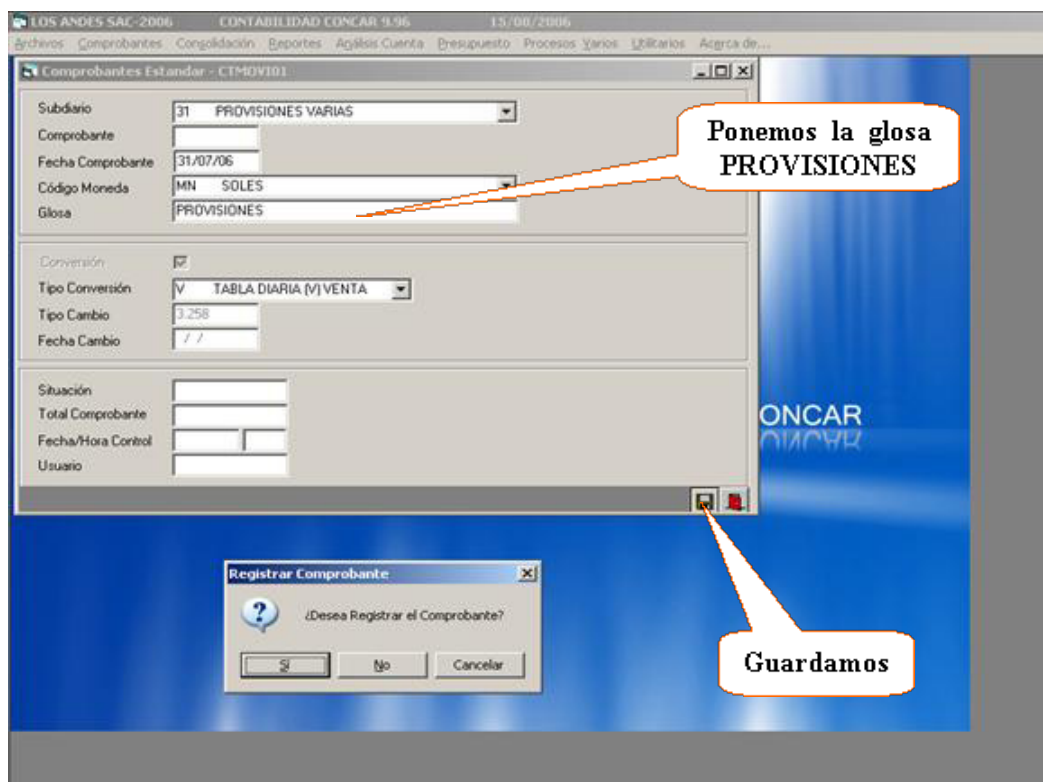 LOS ANDES SAC-2006 CONTABILIDAD CONCAR 9.96 15/08/2006
Archivos Comprobantes Consolidación Reportes Análisis Cuenta Presupuesto Procesos Varios Utilitarios Acerca de...
Comprobantes Estandar - CTMOVI01
Subdiario 31 PROVISIONES VARIAS
Comprobante
Fecha Comprobante 31/07/06
Código Moneda MN SOLES
Glosa PROVISIONES
Ponemos la glosa
PROVISIONES
Conversión
Tipo Conversión V TABLA DIARIA (V) VENTA
Tipo Cambio 3.258
Fecha Cambio / /
Situación
Total Comprobante
Fecha/Hora Control
Usuario
ONCAR
Registrar Comprobante
¿Desea Registrar el Comprobante?
Sí No Cancelar
Guardamos